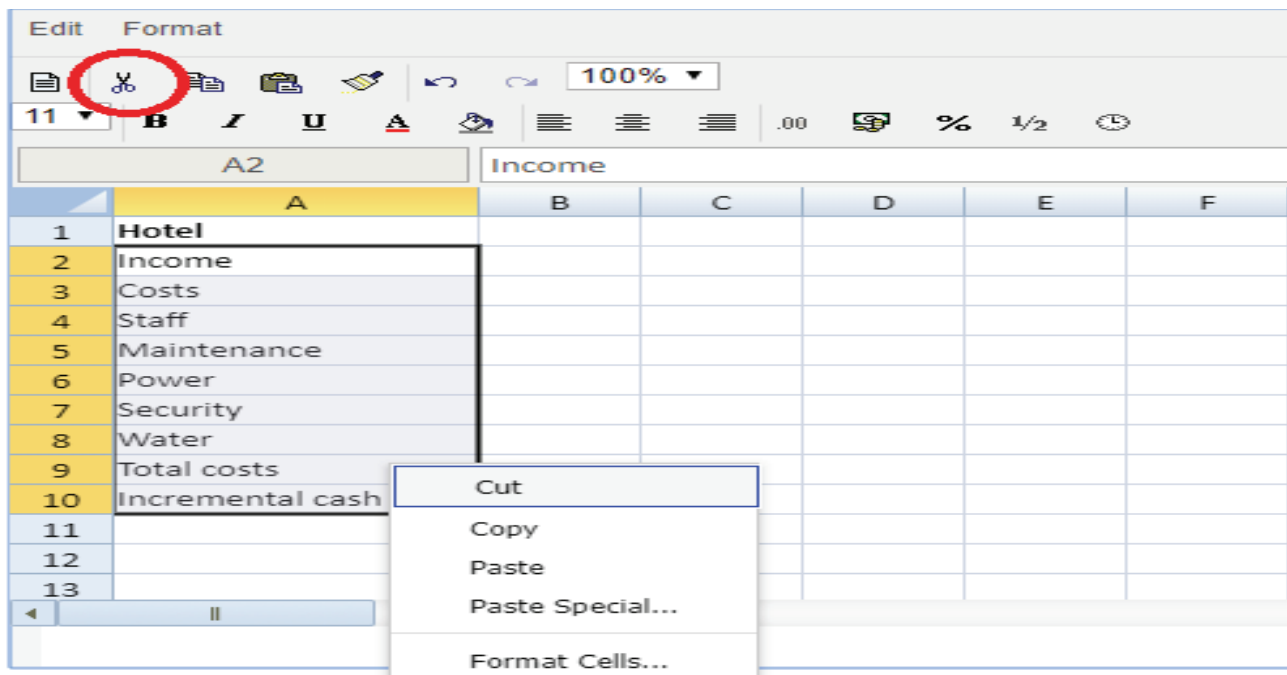 Edit Format
100% ▼
11 ▼ B I U A .00 % 1/2
A2 Income
A B C D E F
1 Hotel
2 Income
3 Costs
4 Staff
5 Maintenance
6 Power
7 Security
8 Water
9 Total costs
10 Incremental cash
11
12
13
Cut
Copy
Paste
Paste Special...
Format Cells...